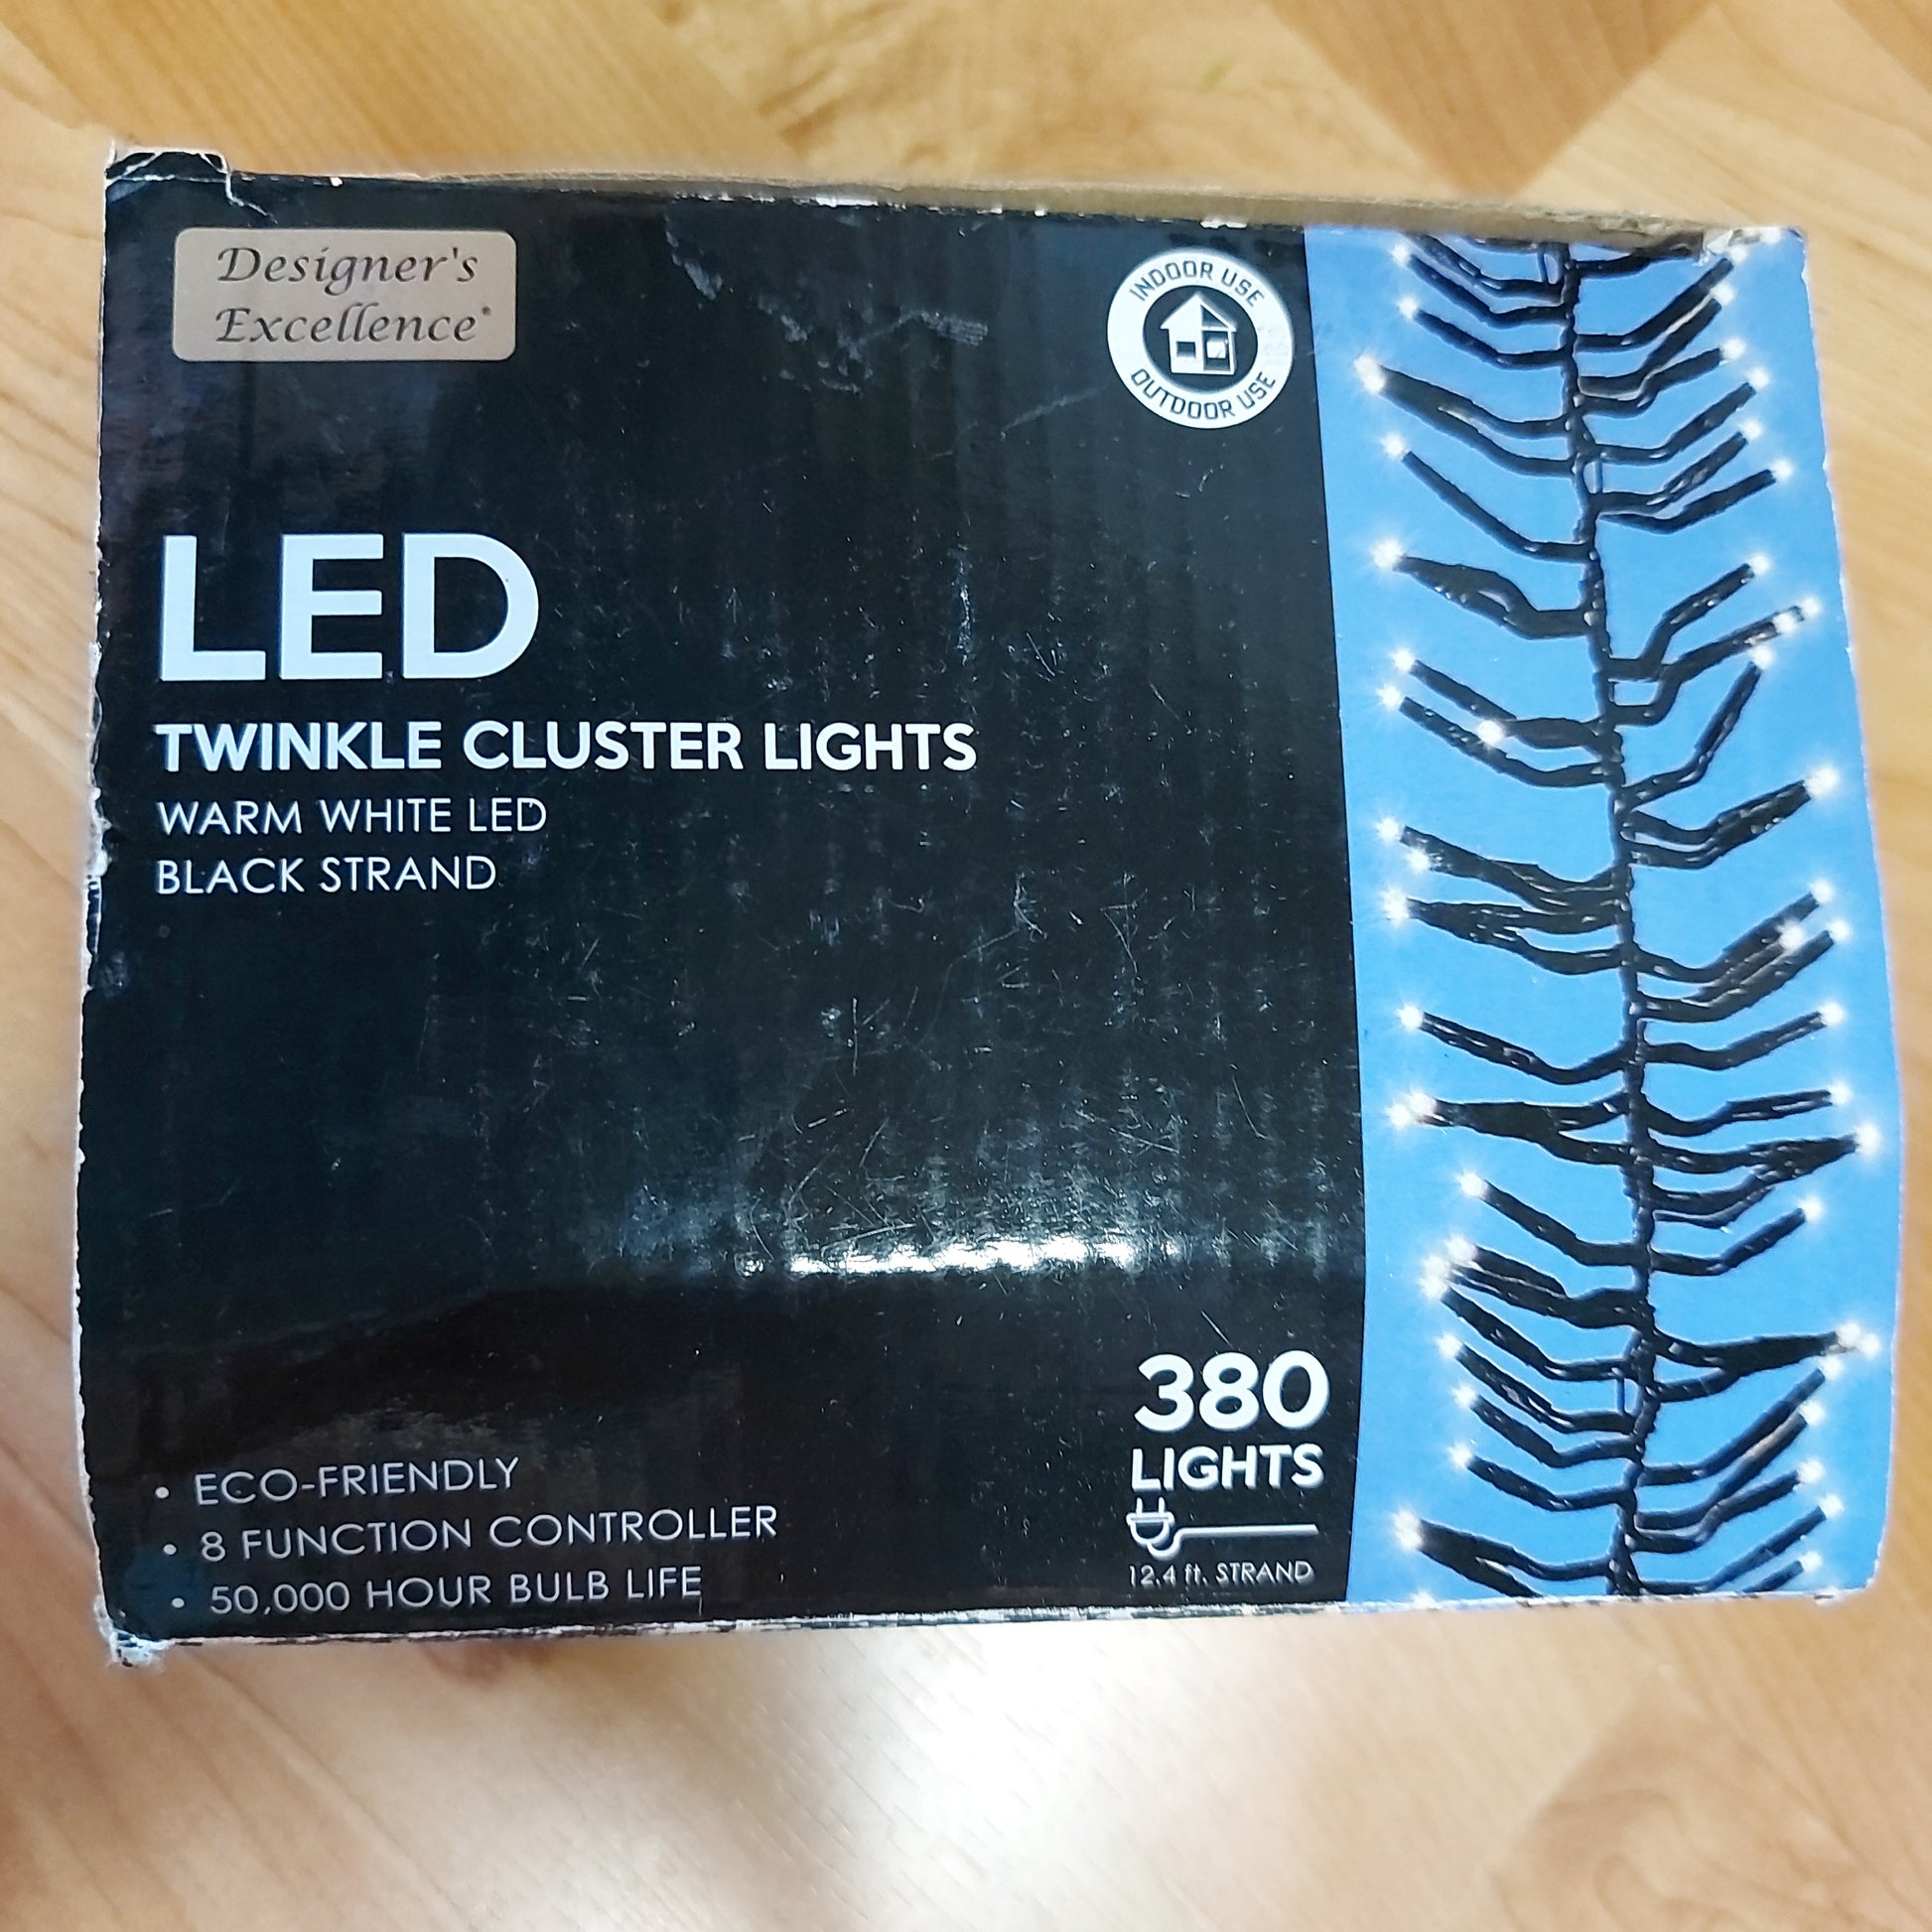 Designer's
Excellence®
INDOOR USE
OUTDOOR USE
LED
TWINKLE CLUSTER LIGHTS
WARM WHITE LED
BLACK STRAND
• ECO-FRIENDLY
• 8 FUNCTION CONTROLLER
• 50,000 HOUR BULB LIFE
380
LIGHTS
12.4 ft. STRAND